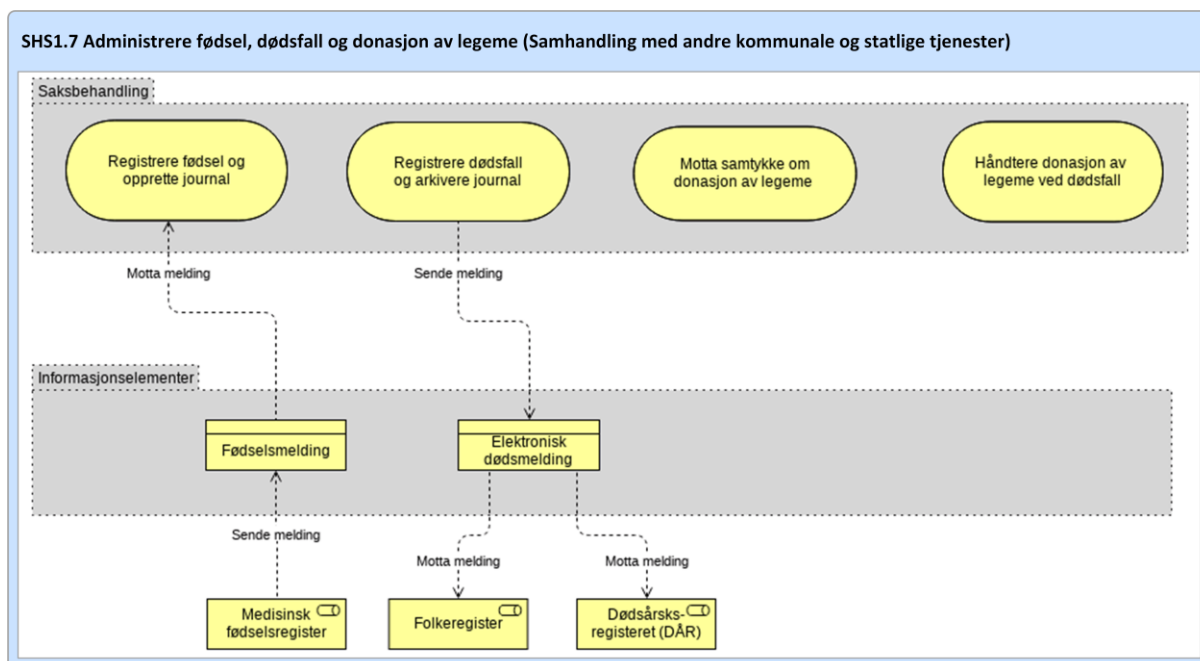 SHS1.7 Administrere fødsel, dødsfall og donasjon av legeme (Samhandling med andre kommunale og statlige tjenester)
Saksbehandling
Registrere fødsel og
opprette journal
Registrere dødsfall
og arkivere journal
Motta samtykke om
donasjon av legeme
Håndtere donasjon av
legeme ved dødsfall
Motta melding
Sende melding
Informasjonselementer
Fødselsmelding
Elektronisk
dødsmelding
Sende melding
Motta melding
Motta melding
Medisinsk
fødselsregister
Folkeregister
Dødsårsks-
registeret (DÅR)